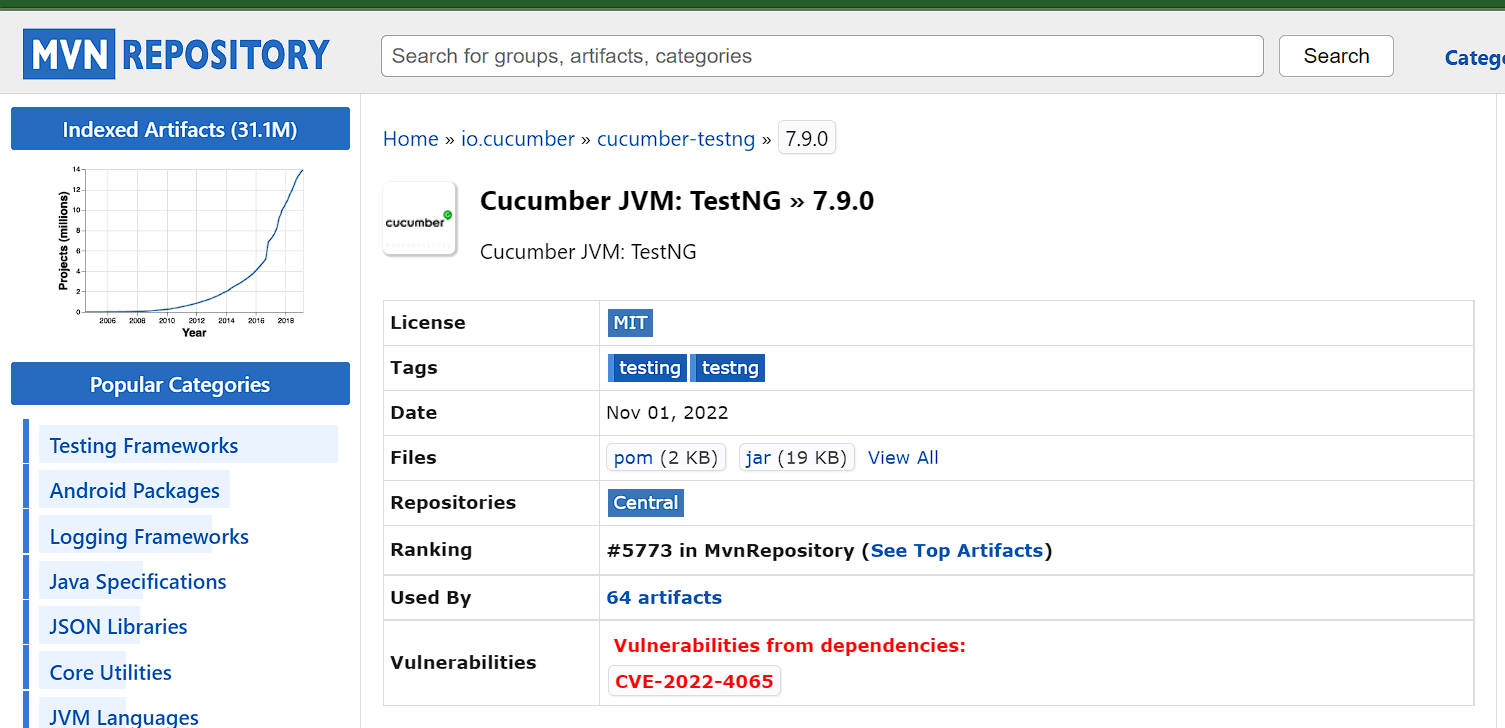 MVN REPOSITORY
Search for groups, artifacts, categories
Search
Categ
Indexed Artifacts (31.1M)
Projects (millions)
14
12
10
8
6
4
2
0
2006 2008 2010 2012 2014 2016 2018
Year
Popular Categories
Testing Frameworks
Android Packages
Logging Frameworks
Java Specifications
JSON Libraries
Core Utilities
JVM Languages
Home » io.cucumber » cucumber-testng » 7.9.0
cucumber
Cucumber JVM: TestNG » 7.9.0
Cucumber JVM: TestNG
License MIT
Tags testing testng
Date Nov 01, 2022
Files pom (2 KB) jar (19 KB) View All
Repositories Central
Ranking #5773 in MvnRepository (See Top Artifacts)
Used By 64 artifacts
Vulnerabilities Vulnerabilities from dependencies:
CVE-2022-4065